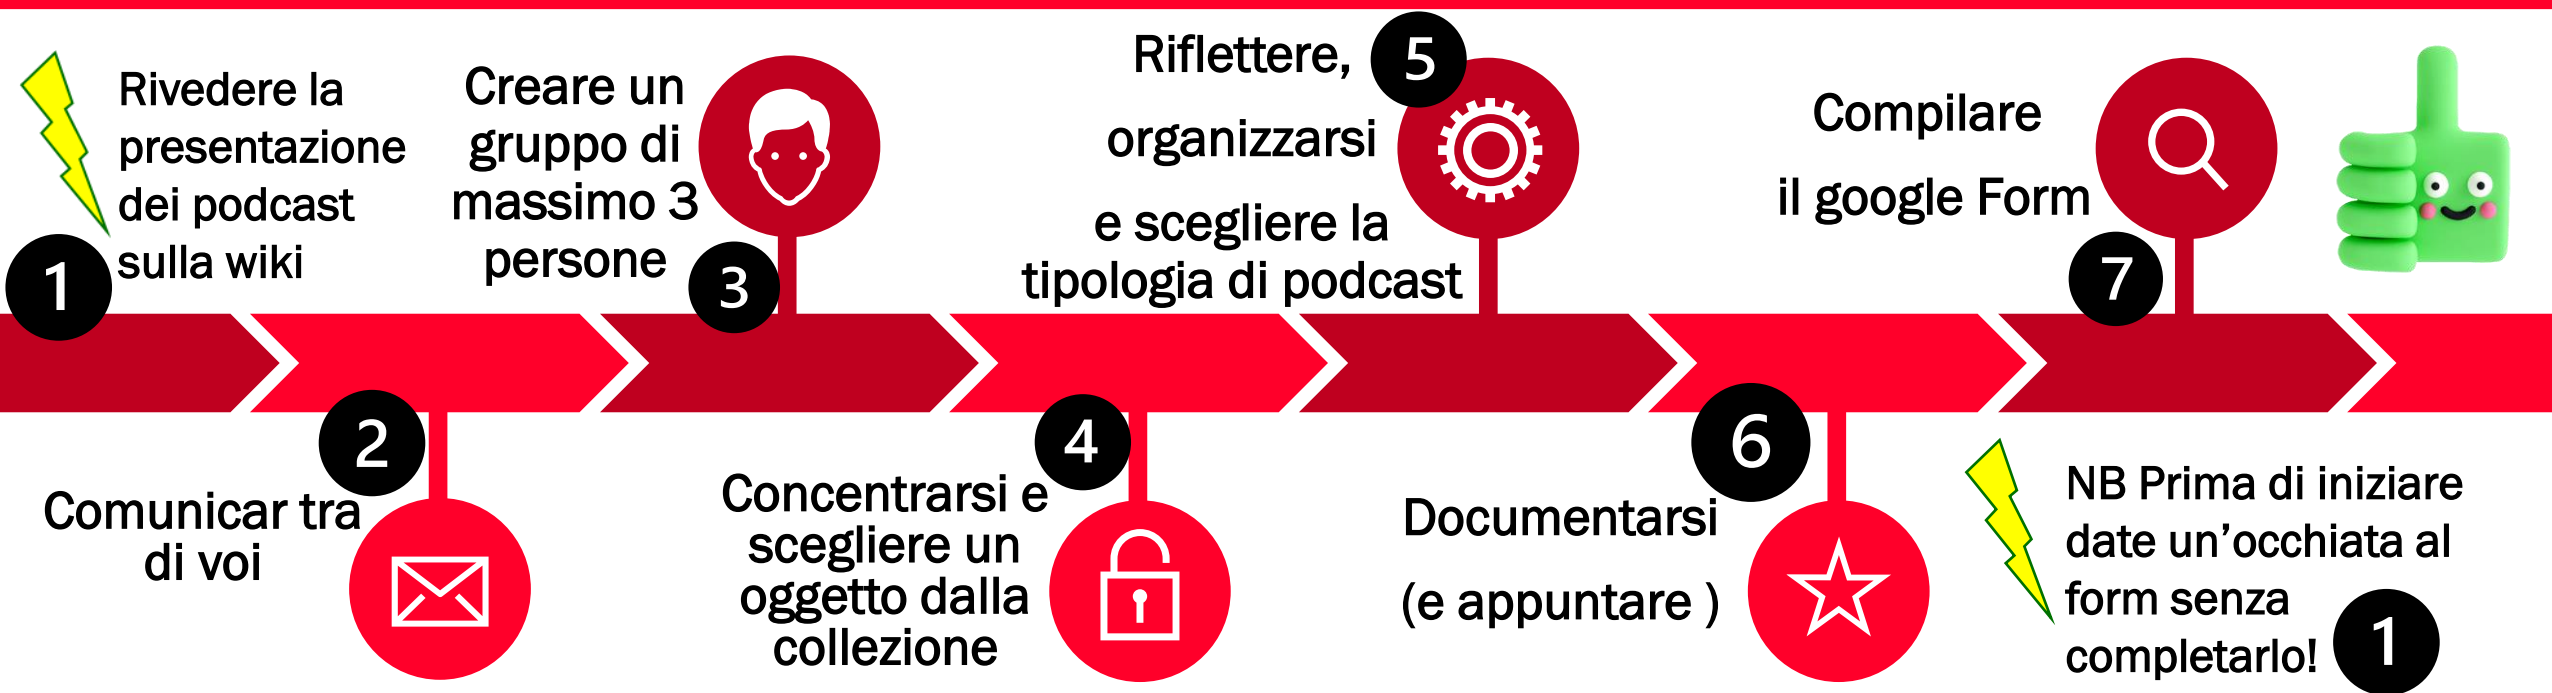 1
Rivedere la
presentazione
dei podcast
sulla wiki
2
Comunicar tra
di voi
3
Creare un
gruppo di
massimo 3
persone
4
Concentrarsi e
scegliere un
oggetto dalla
collezione
5
Riflettere,
organizzarsi
e scegliere la
tipologia di podcast
6
Documentarsi
(e appuntare )
7
Compilare
il google Form
NB Prima di iniziare
date un’occhiata al
form senza
completarlo!
1